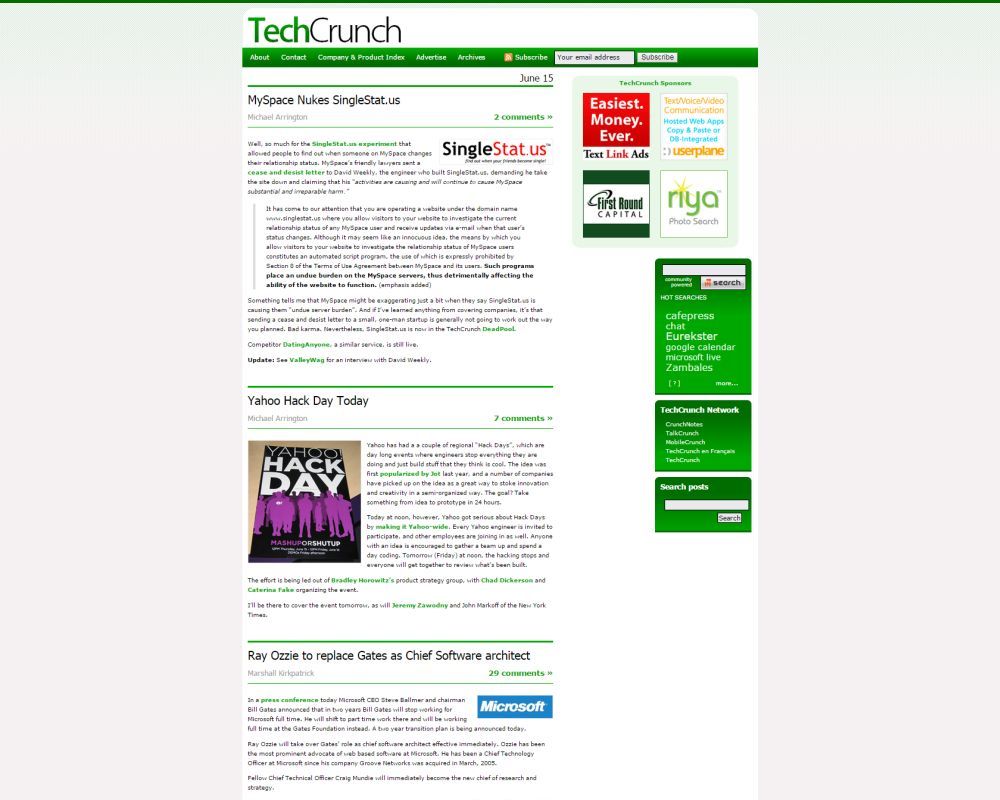 TechCrunch
About Contact Company & Product Index Advertise Archives Subscribe Your email address Subscribe
June 15
MySpace Nukes SingleStat.us
Michael Arrington 2 comments »
Well, so much for the SingleStat.us experiment that
allowed people to find out when someone on MySpace changes
their relationship status. MySpace's friendly lawyers sent a
cease and desist letter to David Weekly, the engineer who built SingleStat.us, demanding he take
the site down and claiming that his "activities are causing and will continue to cause MySpace
substantial and irreparable harm."
SingleStat.us™
find out when your friends become single!
It has come to our attention that you are operating a website under the domain name
www.singlestat.us where you allow visitors to your website to investigate the current
relationship status of any MySpace user and receive updates via e-mail when that user's
status changes. Although it may seem like an innocuous idea, the means by which you
allow visitors to your website to investigate the relationship status of MySpace users
constitutes an automated script program, the use of which is expressly prohibited by
Section 6 of the Terms of Use Agreement between MySpace and its users. Such programs
place an undue burden on the MySpace servers, thus detrimentally affecting the
ability of the website to function. (emphasis added)
Something tells me that MySpace might be exaggerating just a bit when they say SingleStat.us is
causing them "undue server burden". And if I've learned anything from covering companies, it's that
sending a cease and desist letter to a small, one-man startup is generally not going to work out the way
you planned. Bad karma. Nevertheless, SingleStat.us is now in the TechCrunch DeadPool.
Competitor DatingAnyone, a similar service, is still live.
Update: See ValleyWag for an interview with David Weekly.
Yahoo Hack Day Today
Michael Arrington 7 comments »
YAHOO!
HACK
DAY
MASHUPORSHUTUP
Yahoo has had a a couple of regional "Hack Days", which are
day long events where engineers stop everything they are
doing and just build stuff that they think is cool. The idea was
first popularized by Jot last year, and a number of companies
have picked up on the idea as a great way to stoke innovation
and creativity in a semi-organized way. The goal? Take
something from idea to prototype in 24 hours.
Today at noon, however, Yahoo got serious about Hack Days
by making it Yahoo-wide. Every Yahoo engineer is invited to
participate, and other employees are joining in as well. Anyone
with an idea is encouraged to gather a team up and spend a
day coding. Tomorrow (Friday) at noon, the hacking stops and
everyone will get together to review what's been built.
The effort is being led out of Bradley Horowitz's product strategy group, with Chad Dickerson and
Caterina Fake organizing the event.
I'll be there to cover the event tomorrow, as will Jeremy Zawodny and John Markoff of the New York
Times.
Ray Ozzie to replace Gates as Chief Software architect
Marshall Kirkpatrick 29 comments »
In a press conference today Microsoft CEO Steve Ballmer and chairman
Bill Gates announced that in two years Bill Gates will stop working for
Microsoft full time. He will shift to part time work there and will be working
full time at the Gates Foundation instead. A two year transition plan is being announced today.
Microsoft
Ray Ozzie will take over Gates' role as chief software architect effective immediately. Ozzie has been
the most prominent advocate of web based software at Microsoft. He has been a Chief Technology
Officer at Microsoft since his company Groove Networks was acquired in March, 2005.
Fellow Chief Technical Officer Craig Mundie will immediately become the new chief of research and
strategy.
TechCrunch Sponsors
Easiest.
Money.
Ever.
Text Link Ads
Text/Voice/Video
Communication
Hosted Web Apps
Copy & Paste or
DB-Integrated
userplane
First Round
CAPITAL
riya
Photo Search
community
powered
search
HOT SEARCHES
cafepress
chat
Eurekster
google calendar
microsoft live
Zambales
[ ? ] more...
TechCrunch Network
CrunchNotes
TalkCrunch
MobileCrunch
TechCrunch en Français
TechCrunch
Search posts
Search